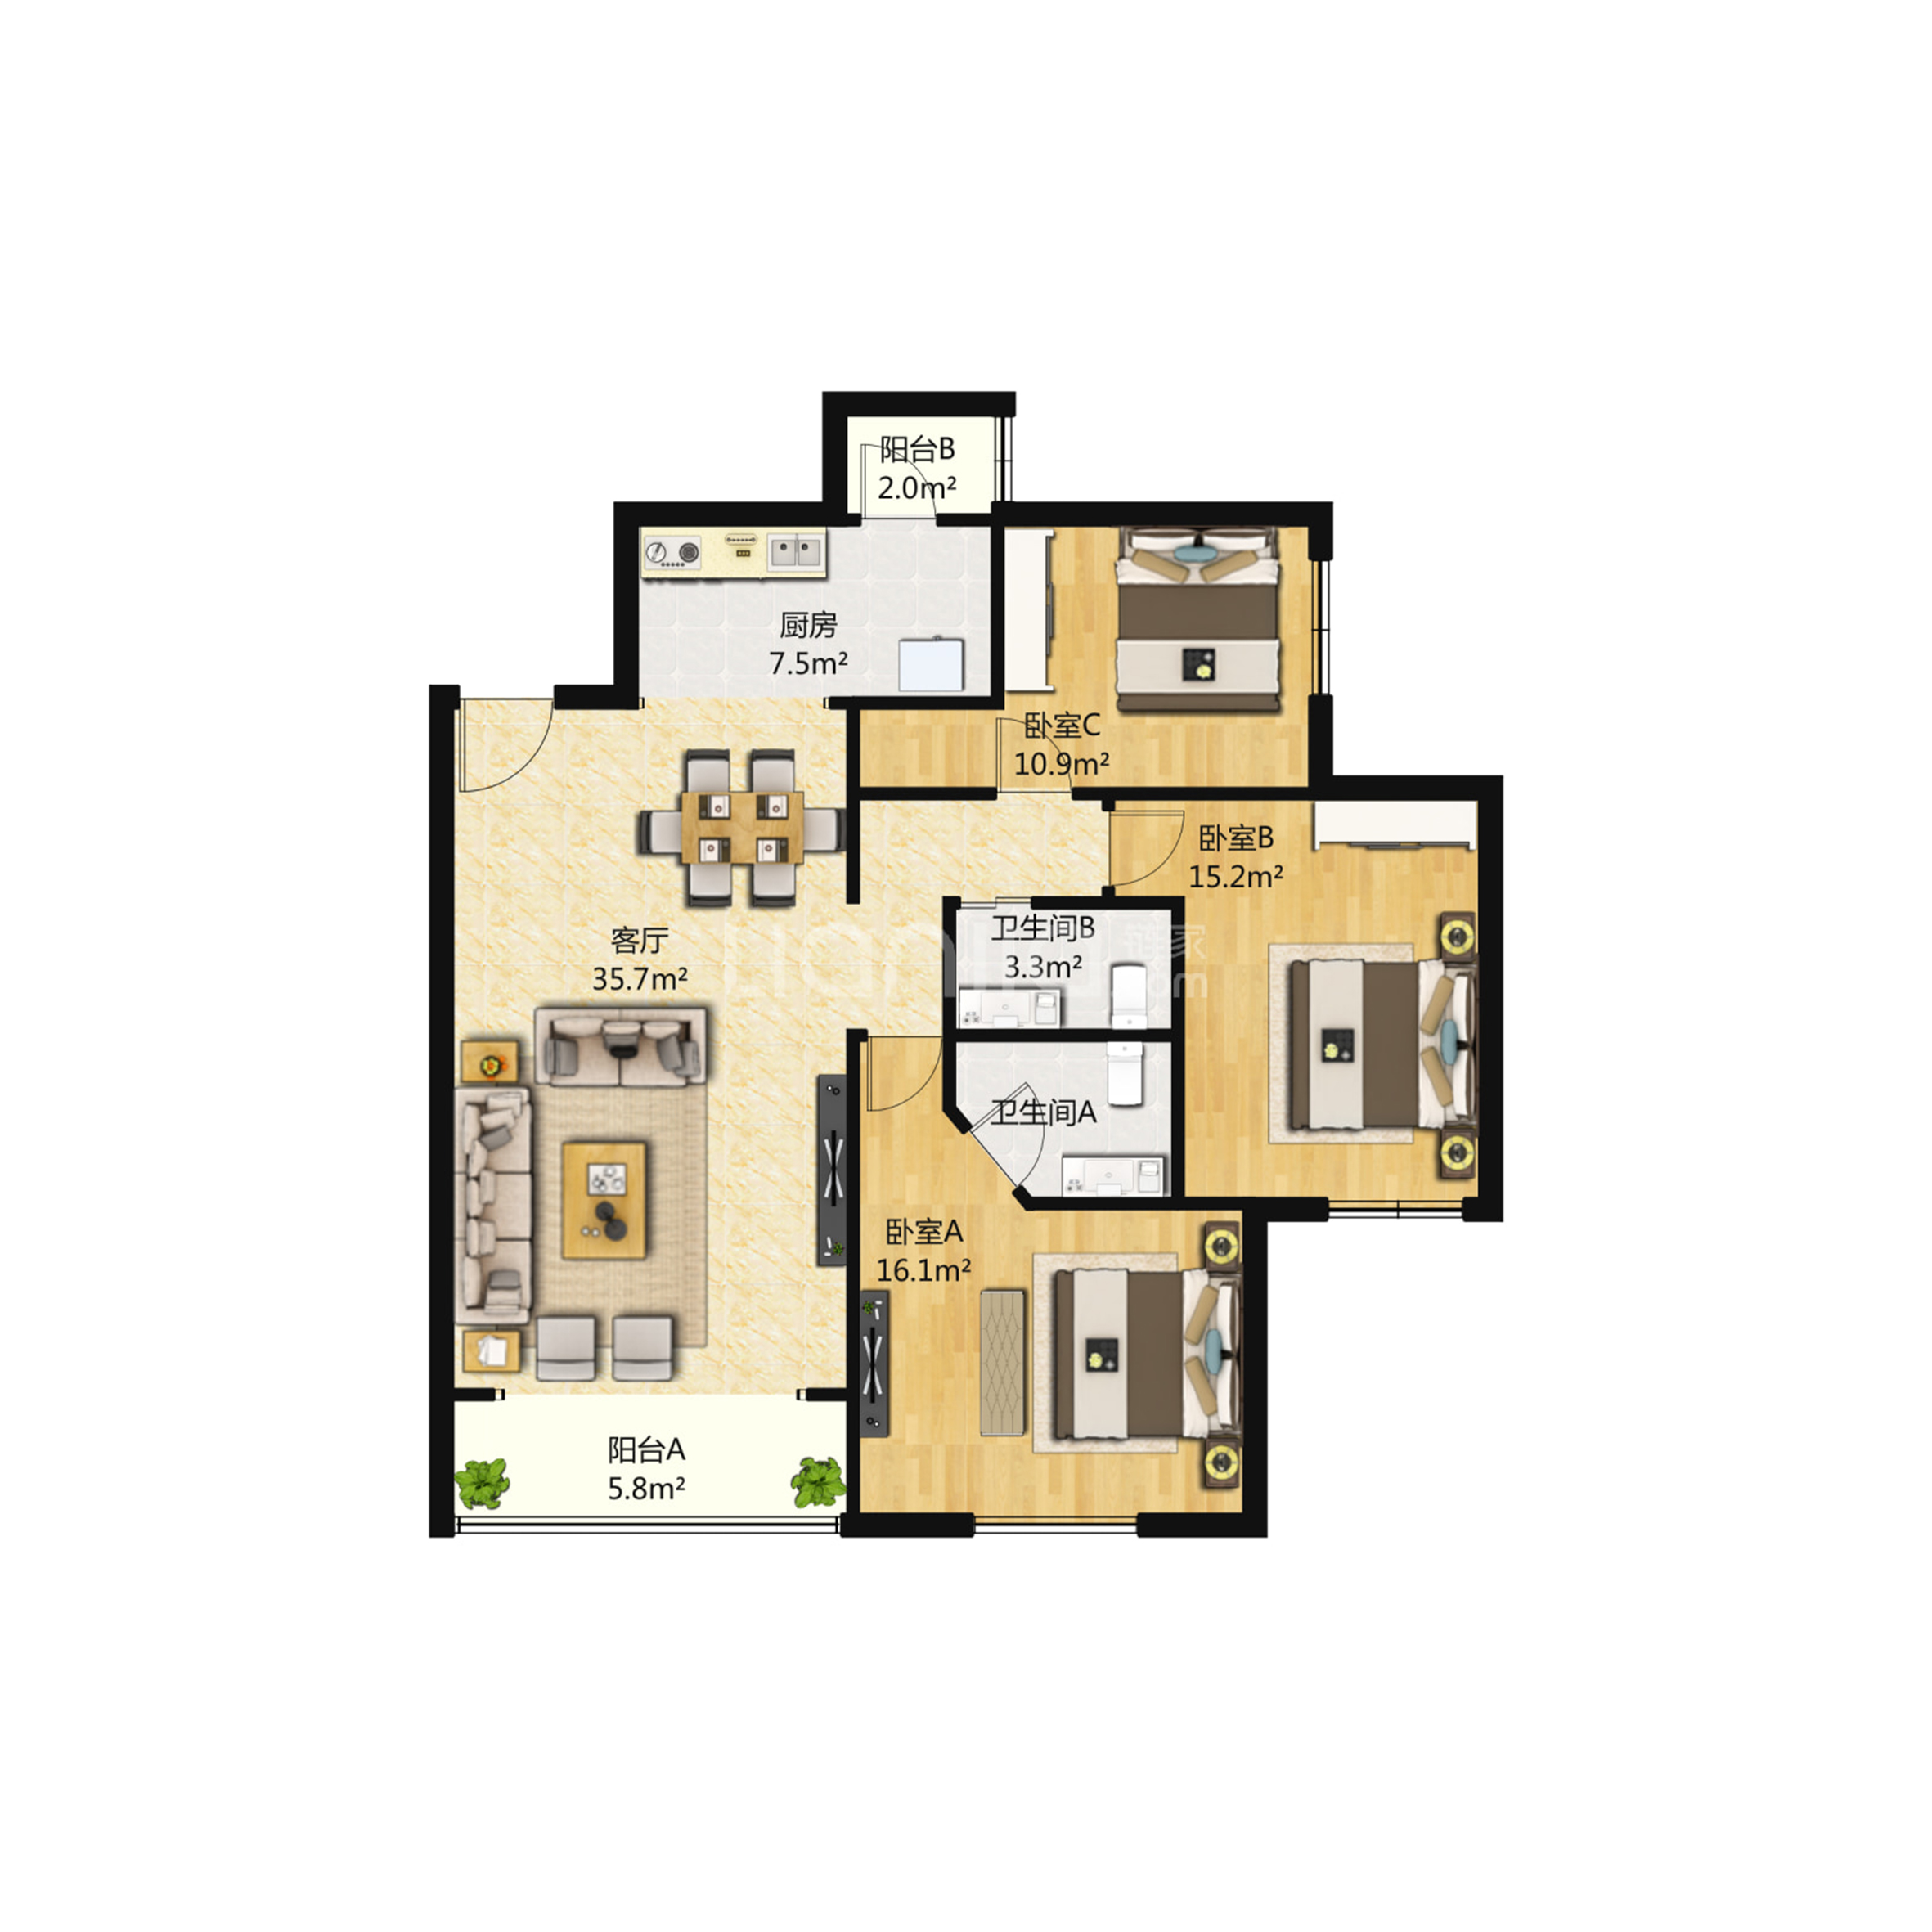 阳台B
2.0m²
厨房
7.5m²
卧室C
10.9m²
卧室B
15.2m²
卫生间B
3.3m²
客厅
35.7m²
卫生间A
卧室A
16.1m²
阳台A
5.8m²